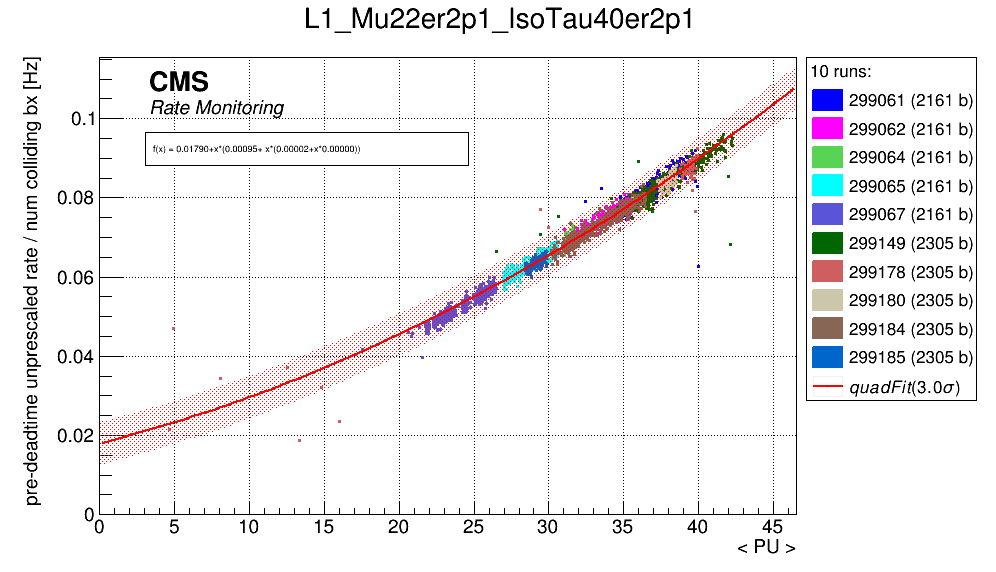 L1_Mu22er2p1_IsoTau40er2p1
pre-deadtime unprescaled rate / num colliding bx [Hz]
CMS
Rate Monitoring
f(x) = 0.01790+x*(0.00095+ x*(0.00002+x*0.00000))
0.1
0.08
0.06
0.04
0.02
0
0 5 10 15 20 25 30 35 40 45
< PU >
10 runs:
299061 (2161 b)
299062 (2161 b)
299064 (2161 b)
299065 (2161 b)
299067 (2161 b)
299149 (2305 b)
299178 (2305 b)
299180 (2305 b)
299184 (2305 b)
299185 (2305 b)
quadFit(3.0σ)